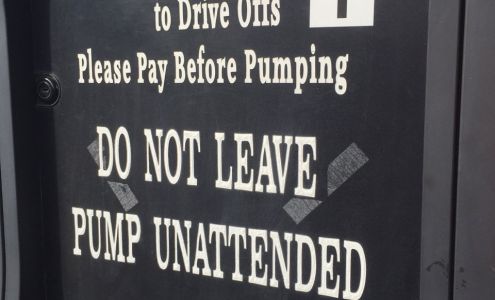 to Drive Offs
Please Pay Before Pumping
DO NOT LEAVE
PUMP UNATTENDED